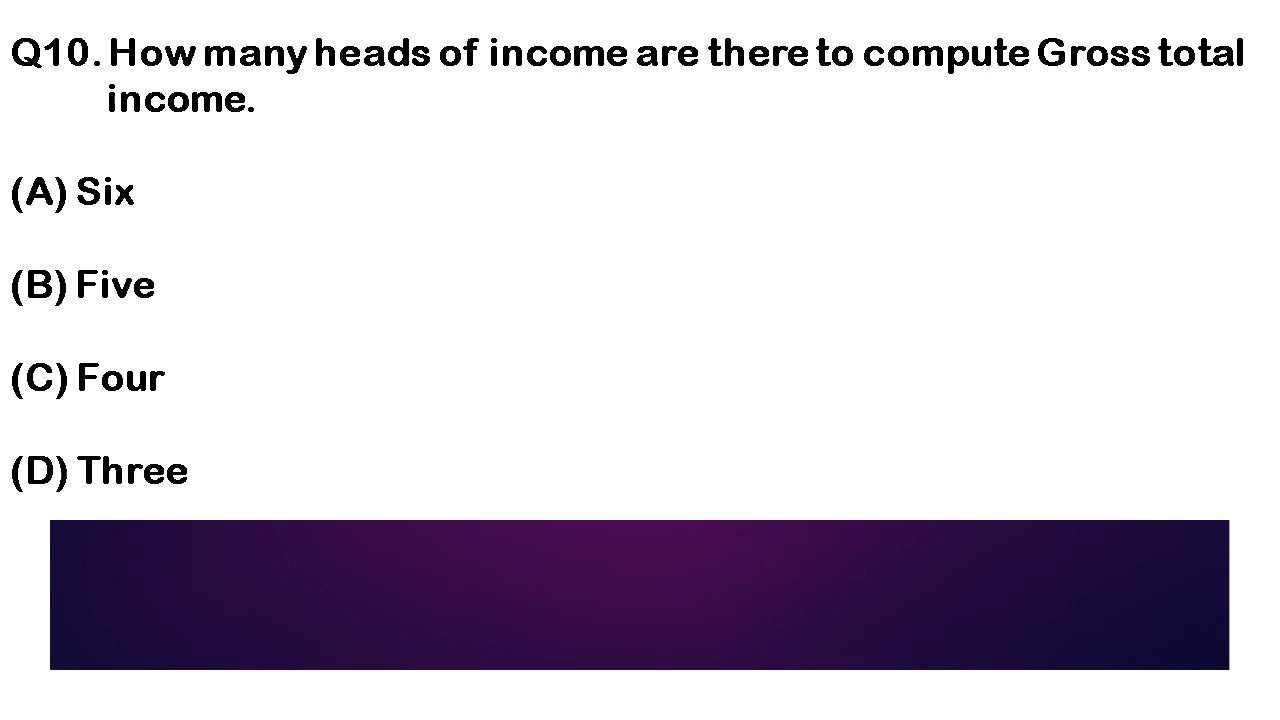 Q10. How many heads of income are there to compute Gross total
income.
(A) Six
(B) Five
(C) Four
(D) Three